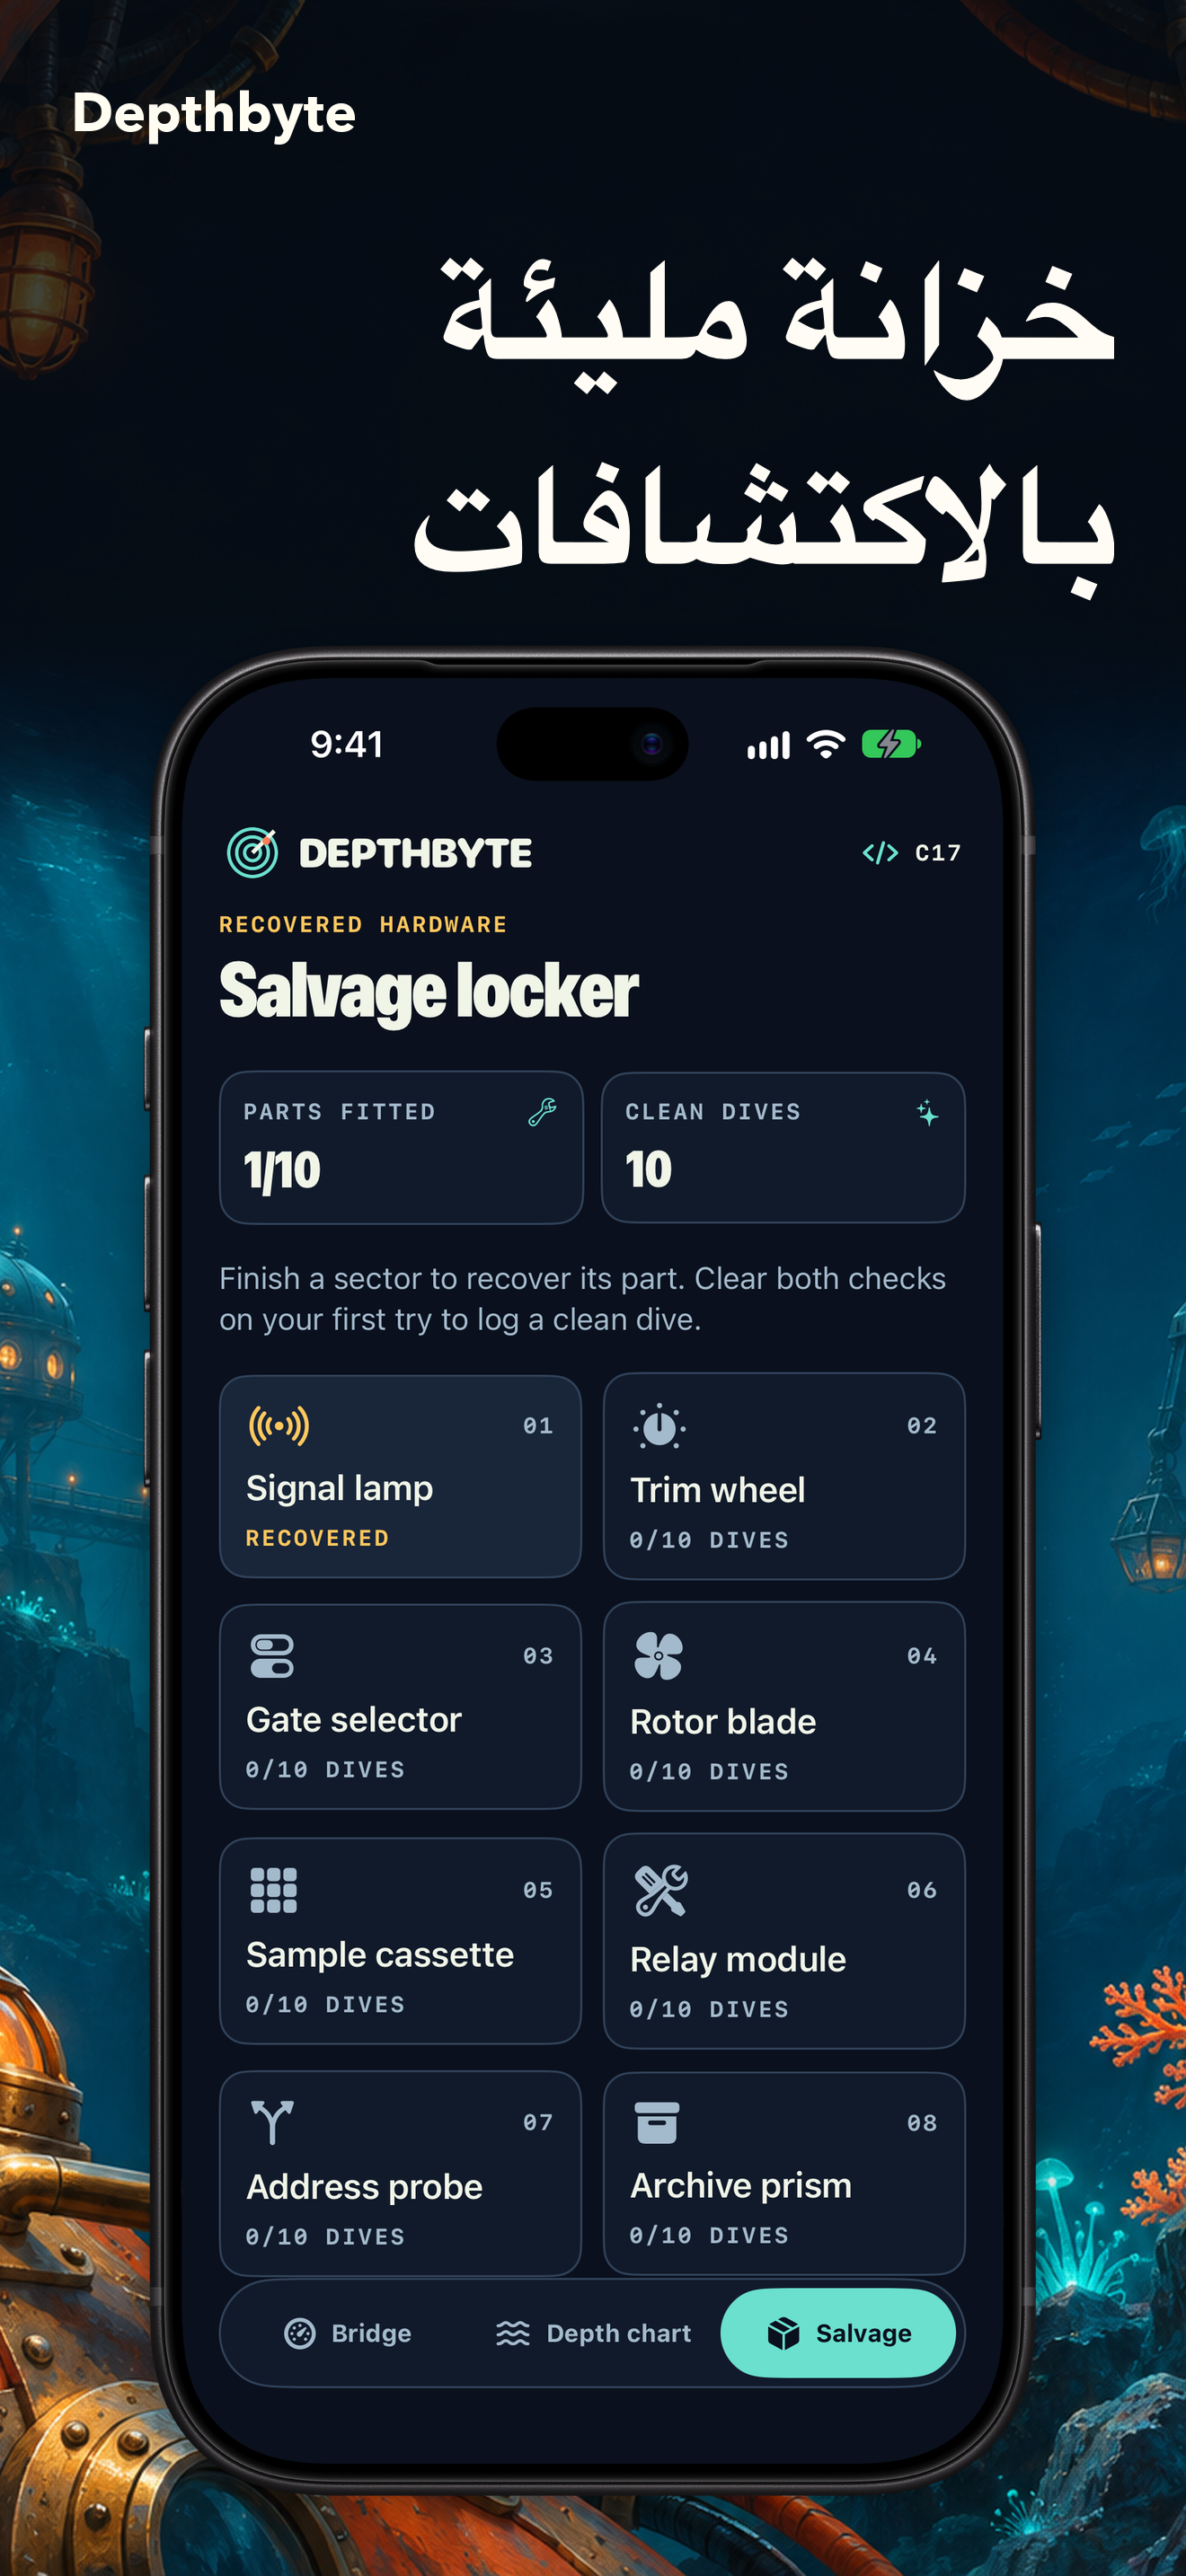 Depthbyte
خزانة مليئة
بالاكتشافات
9:41
DEPTHBYTE
</> C17
RECOVERED HARDWARE
Salvage locker
PARTS FITTED
1/10
CLEAN DIVES
10
Finish a sector to recover its part. Clear both checks
on your first try to log a clean dive.
01
Signal lamp
RECOVERED
02
Trim wheel
0/10 DIVES
03
Gate selector
0/10 DIVES
04
Rotor blade
0/10 DIVES
05
Sample cassette
0/10 DIVES
06
Relay module
0/10 DIVES
07
Address probe
0/10 DIVES
08
Archive prism
0/10 DIVES
Bridge
Depth chart
Salvage